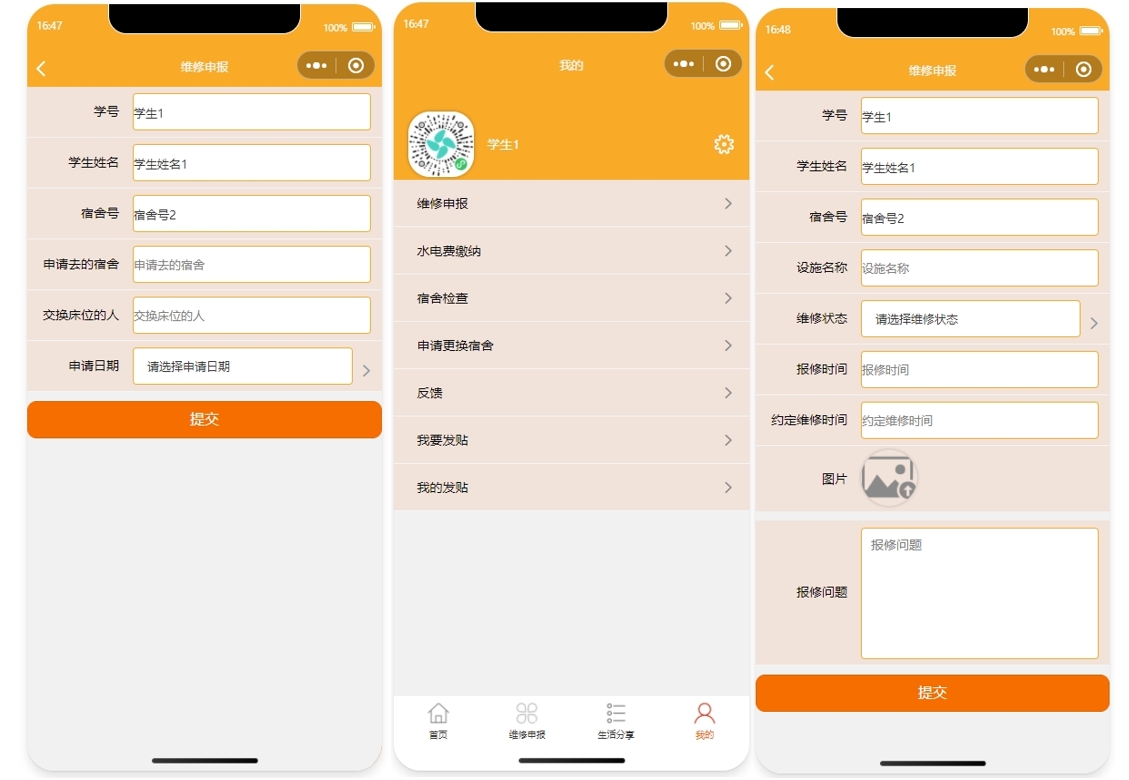 16:47
100%
维修申报
学号
学生1
学生姓名
学生姓名1
宿舍号
宿舍号2
申请去的宿舍
申请去的宿舍
交换床位的人
交换床位的人
申请日期
请选择申请日期
提交
16:47
100%
我的
学生1
维修申报
水电费缴纳
宿舍检查
申请更换宿舍
反馈
我要发贴
我的发贴
首页
维修申报
生活分享
我的
16:48
100%
维修申报
学号
学生1
学生姓名
学生姓名1
宿舍号
宿舍号2
设施名称
设施名称
维修状态
请选择维修状态
报修时间
报修时间
约定维修时间
约定维修时间
图片
报修问题
报修问题
提交